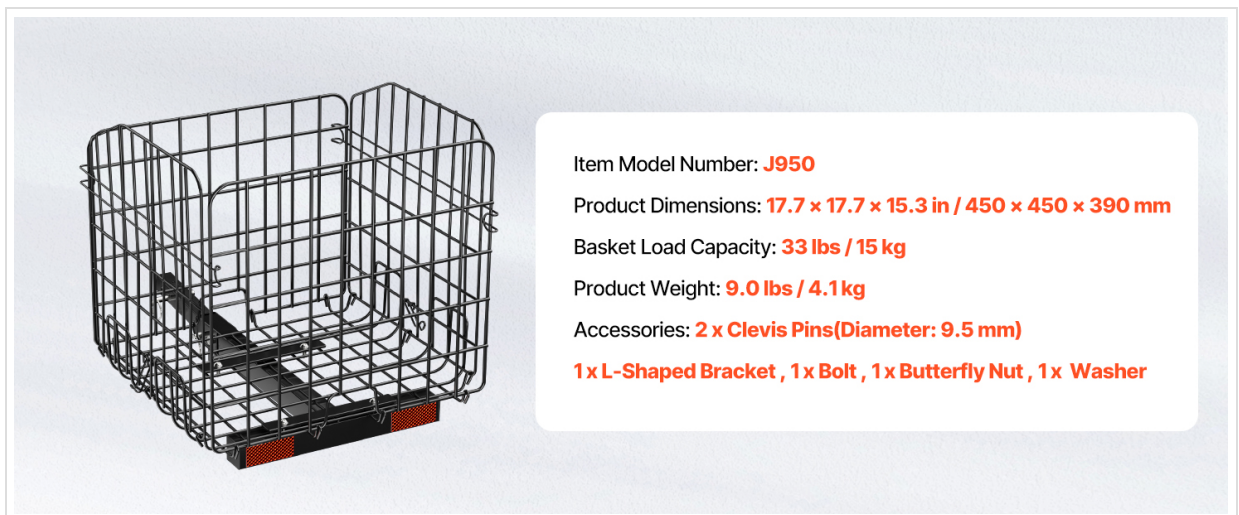 Item Model Number: J950
Product Dimensions: 17.7 × 17.7 × 15.3 in / 450 × 450 × 390 mm
Basket Load Capacity: 33 lbs / 15 kg
Product Weight: 9.0 lbs / 4.1 kg
Accessories: 2 x Clevis Pins(Diameter: 9.5 mm)
1 x L-Shaped Bracket , 1 x Bolt , 1 x Butterfly Nut , 1 x Washer